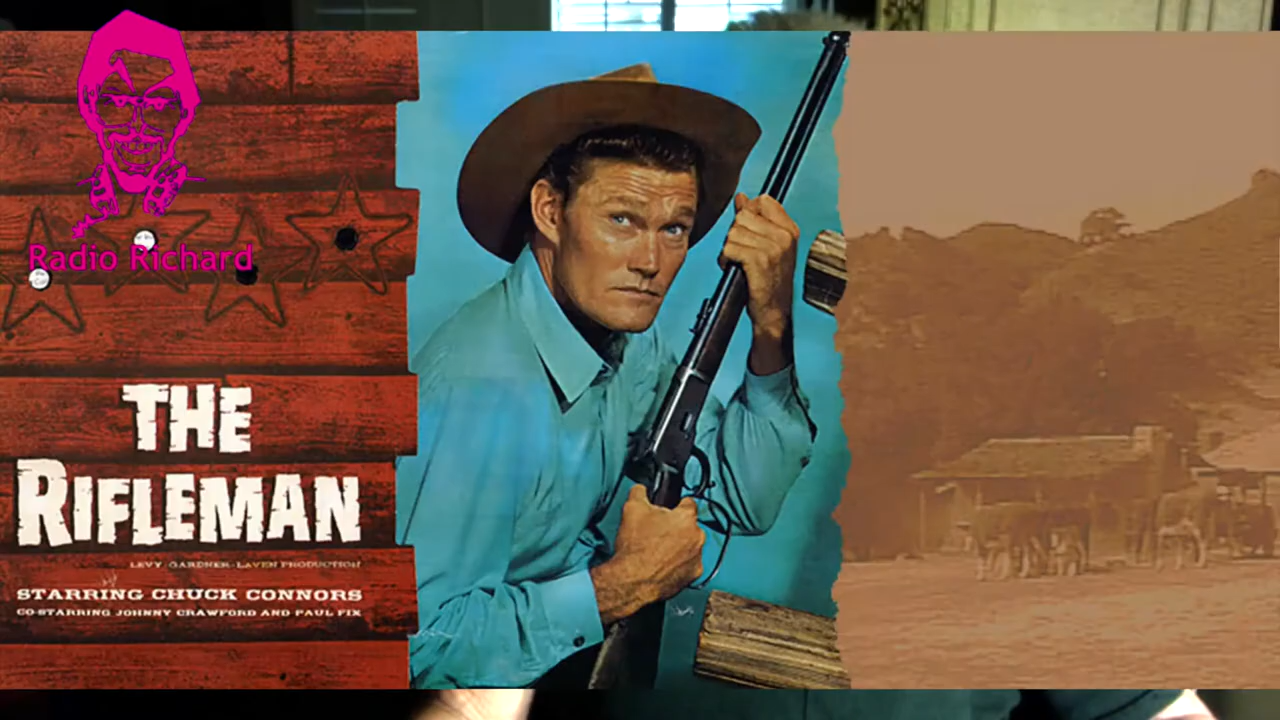 Radio Richard
THE
RIFLEMAN
LEVY-GARDNER-LAVEN PRODUCTION
STARRING CHUCK CONNORS
CO-STARRING JOHNNY CRAWFORD AND PAUL FIX